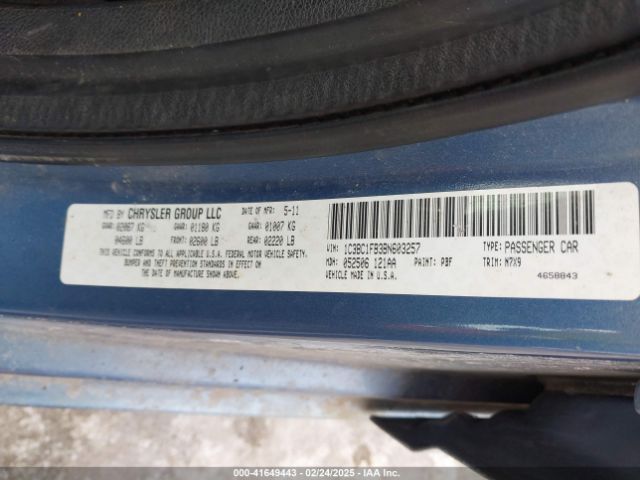 MFD BY CHRYSLER GROUP LLC DATE OF MFR: 5-11
GVWR: 02087 KG GAWR 01180 KG GAWR 01007 KG
04600 LB FRONT: 02600 LB REAR: 02220 LB
THIS VEHICLE CONFORMS TO ALL APPLICABLE U.S.A. FEDERAL MOTOR VEHICLE SAFETY,
BUMPER AND THEFT PREVENTION STANDARDS IN EFFECT ON
THE DATE OF MANUFACTURE SHOWN ABOVE.
VIN: 1C3BC1FB3BN603257 TYPE: PASSENGER CAR
MDH: 052506 121AA PAINT: PBF TRIM: N7X9
VEHICLE MADE IN U.S.A. 4658843
000-41649443 - 02/24/2025 - IAAI.COM